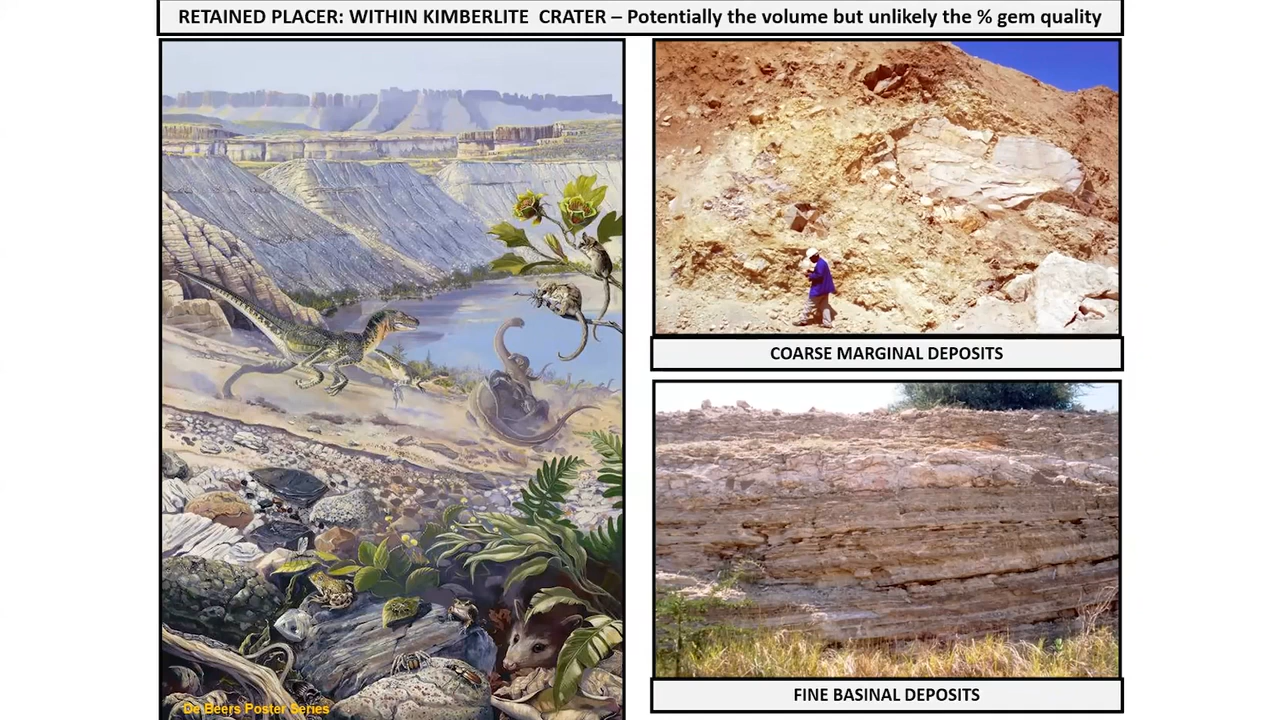 RETAINED PLACER: WITHIN KIMBERLITE CRATER – Potentially the volume but unlikely the % gem quality
COARSE MARGINAL DEPOSITS
FINE BASINAL DEPOSITS
De Beers Poster Series